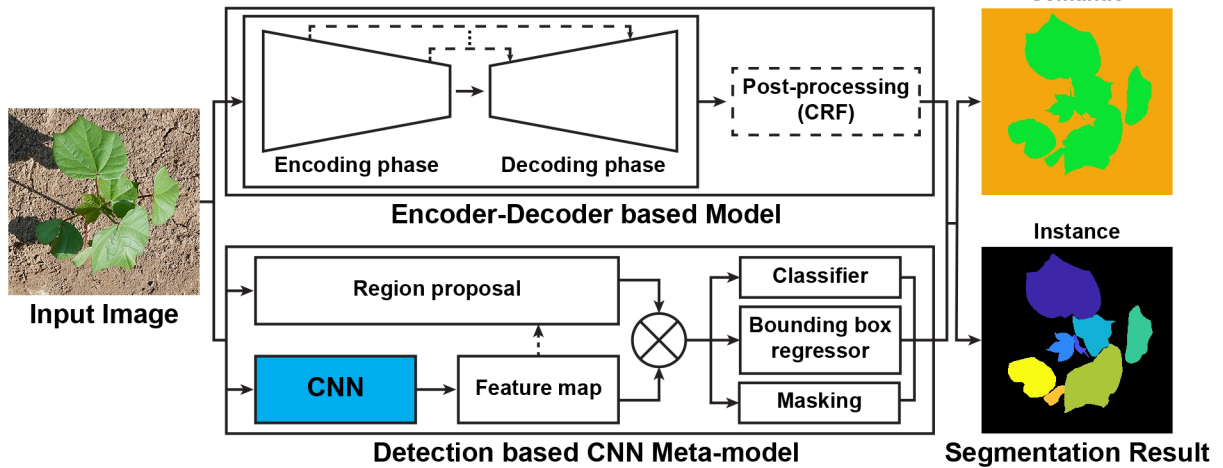 Post-processing
(CRF)
Encoding phase
Decoding phase
Encoder-Decoder based Model
Input Image
Region proposal
CNN
Feature map
Classifier
Bounding box
regressor
Masking
Detection based CNN Meta-model
Instance
Segmentation Result